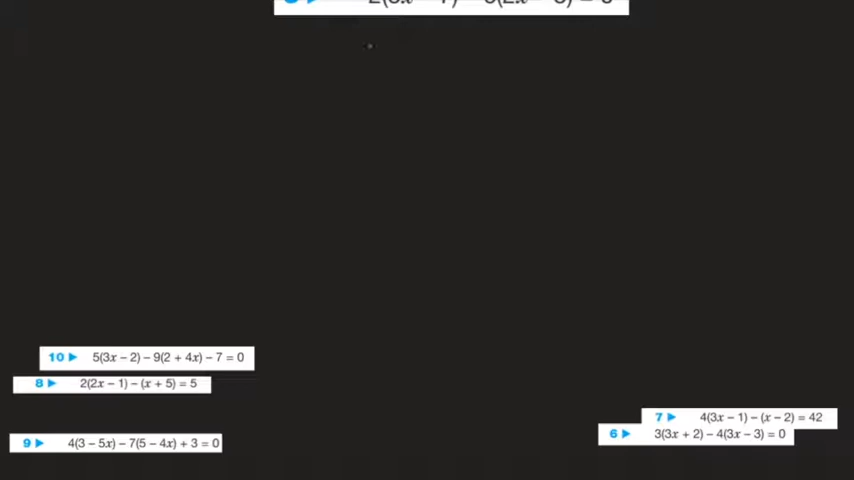 10 ▶ 5(3x − 2) − 9(2 + 4x) − 7 = 0
8 ▶ 2(2x − 1) − (x + 5) = 5
7 ▶ 4(3x − 1) − (x − 2) = 42
6 ▶ 3(3x + 2) − 4(3x − 3) = 0
9 ▶ 4(3 − 5x) − 7(5 − 4x) + 3 = 0